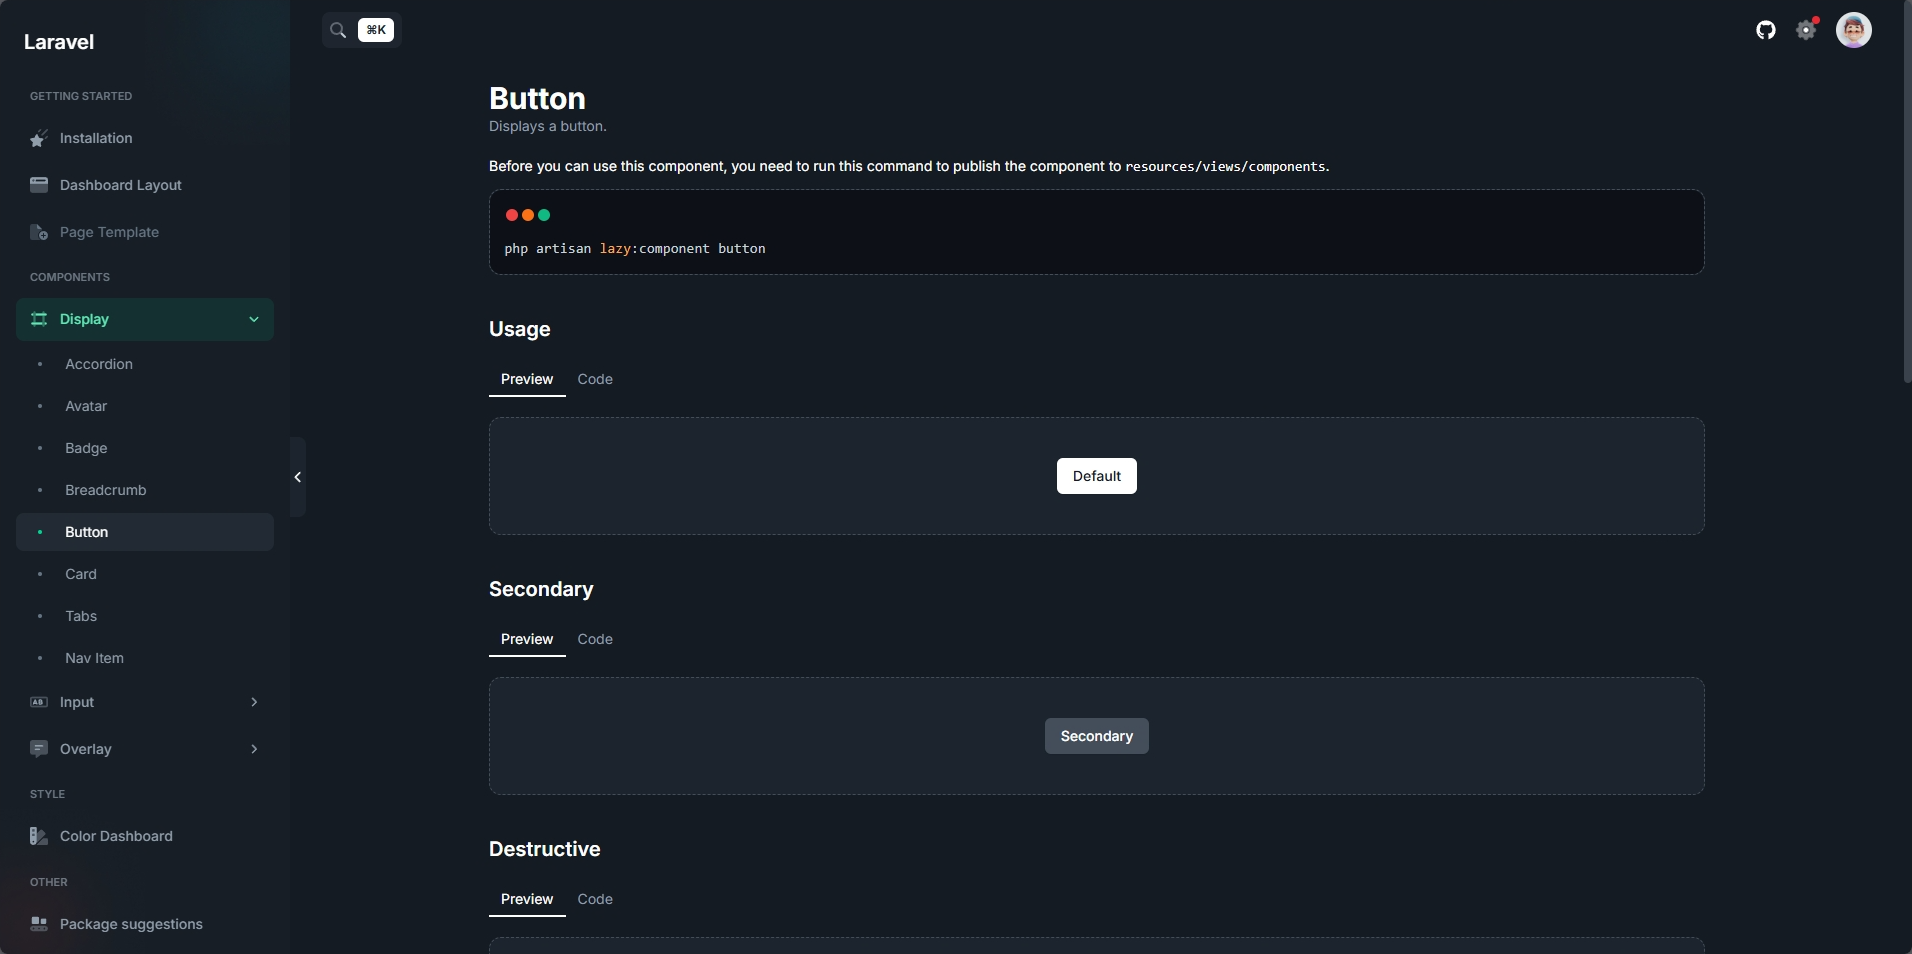 Laravel
⌘K
GETTING STARTED
Installation
Dashboard Layout
Page Template
COMPONENTS
Display
Accordion
Avatar
Badge
Breadcrumb
Button
Card
Tabs
Nav Item
Input
Overlay
STYLE
Color Dashboard
OTHER
Package suggestions
Button
Displays a button.
Before you can use this component, you need to run this command to publish the component to resources/views/components.
php artisan lazy:component button
Usage
Preview Code
Default
Secondary
Preview Code
Secondary
Destructive
Preview Code